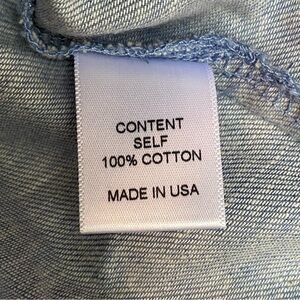 CONTENT
SELF
100% COTTON
MADE IN USA